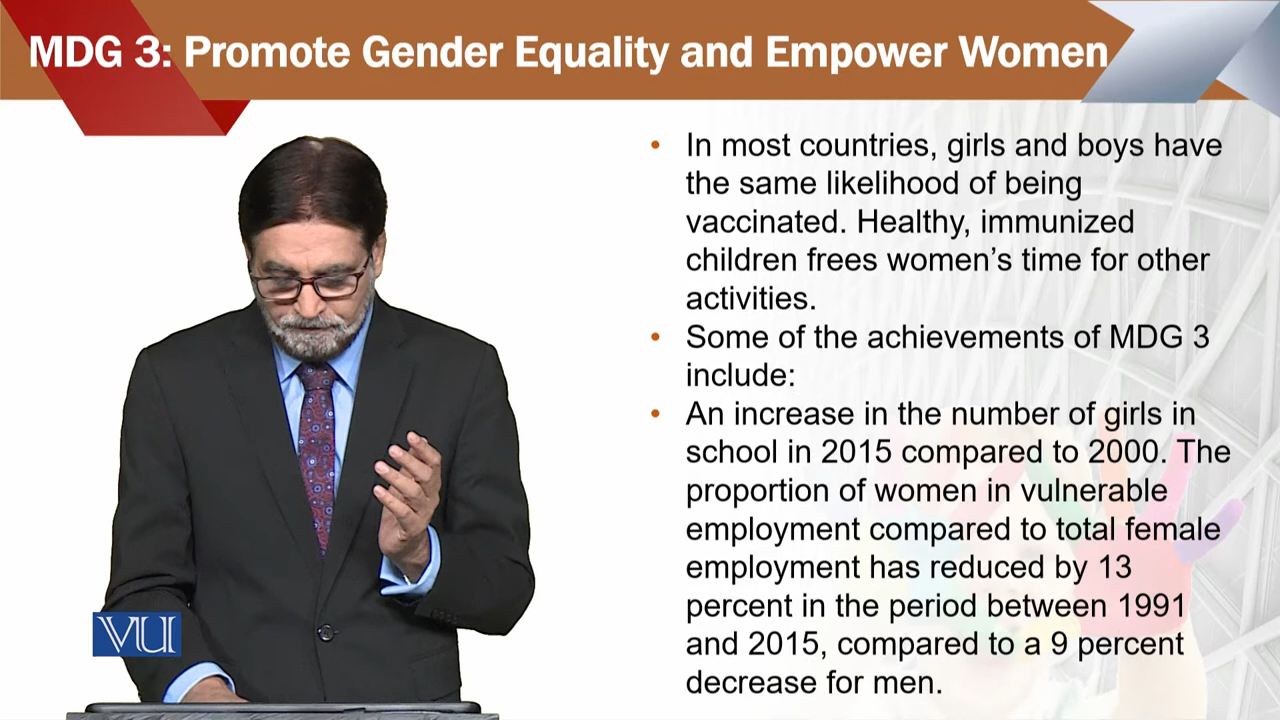 MDG 3: Promote Gender Equality and Empower Women
• In most countries, girls and boys have
the same likelihood of being
vaccinated. Healthy, immunized
children frees women’s time for other
activities.
• Some of the achievements of MDG 3
include:
• An increase in the number of girls in
school in 2015 compared to 2000. The
proportion of women in vulnerable
employment compared to total female
employment has reduced by 13
percent in the period between 1991
and 2015, compared to a 9 percent
decrease for men.
VU